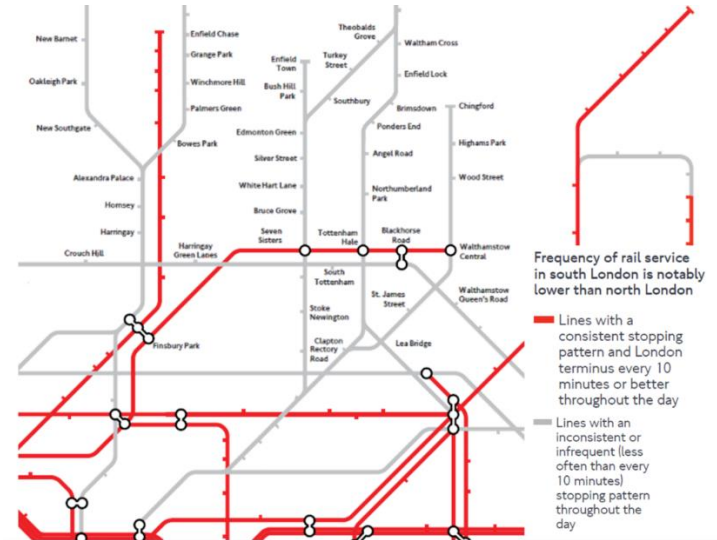 New Barnet
Oakleigh Park
New Southgate
Enfield Chase
Grange Park
Winchmore Hill
Palmers Green
Bowes Park
Alexandra Palace
Hornsey
Harringay
Crouch Hill
Harringay
Green Lanes
Finsbury Park
Enfield
Town
Bush Hill
Park
Edmonton Green
Silver Street
White Hart Lane
Bruce Grove
Seven
Sisters
Theobalds
Grove
Turkey
Street
Southbury
Waltham Cross
Enfield Lock
Brimsdown
Ponders End
Angel Road
Northumberland
Park
Tottenham
Hale
Blackhorse
Road
South
Tottenham
Stoke
Newington
Clapton
Rectory
Road
St. James
Street
Lea Bridge
Chingford
Highams Park
Wood Street
Walthamstow
Central
Walthamstow
Queen's Road
Frequency of rail service
in south London is notably
lower than north London
Lines with a
consistent stopping
pattern and London
terminus every 10
minutes or better
throughout the day
Lines with an
inconsistent or
infrequent (less
often than every
10 minutes)
stopping pattern
throughout the
day